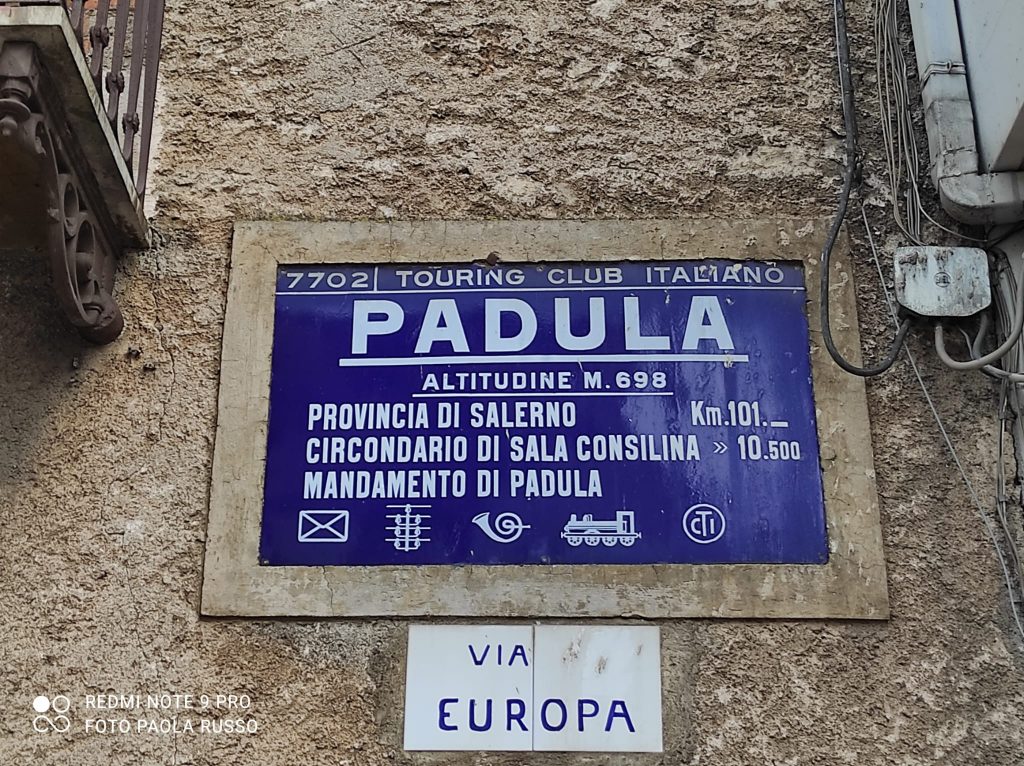 7702 TOURING CLUB ITALIANO
PADULA
ALTITUDINE M. 698
PROVINCIA DI SALERNO Km. 101._
CIRCONDARIO DI SALA CONSILINA » 10.500
MANDAMENTO DI PADULA
CTI
VIA
EUROPA
REDMI NOTE 9 PRO
FOTO PAOLA RUSSO